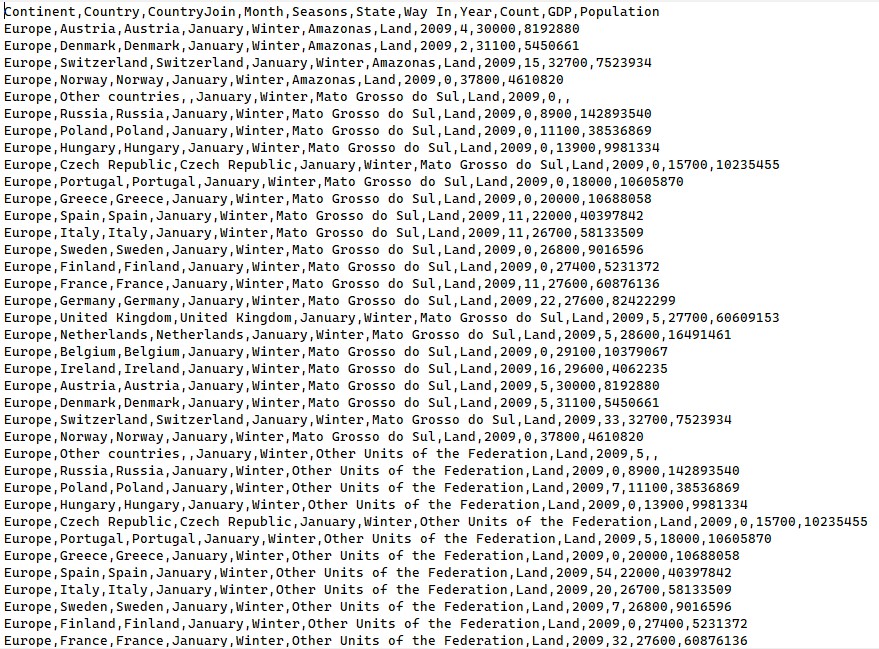 Continent,Country,CountryJoin,Month,Seasons,State,Way In,Year,Count,GDP,Population
Europe,Austria,Austria,January,Winter,Amazonas,Land,2009,4,30000,8192880
Europe,Denmark,Denmark,January,Winter,Amazonas,Land,2009,2,31100,5450661
Europe,Switzerland,Switzerland,January,Winter,Amazonas,Land,2009,15,32700,7523934
Europe,Norway,Norway,January,Winter,Amazonas,Land,2009,0,37800,4610820
Europe,Other countries,,January,Winter,Mato Grosso do Sul,Land,2009,0,,
Europe,Russia,Russia,January,Winter,Mato Grosso do Sul,Land,2009,0,8900,142893540
Europe,Poland,Poland,January,Winter,Mato Grosso do Sul,Land,2009,0,11100,38536869
Europe,Hungary,Hungary,January,Winter,Mato Grosso do Sul,Land,2009,0,13900,9981334
Europe,Czech Republic,Czech Republic,January,Winter,Mato Grosso do Sul,Land,2009,0,15700,10235455
Europe,Portugal,Portugal,January,Winter,Mato Grosso do Sul,Land,2009,0,18000,10605870
Europe,Greece,Greece,January,Winter,Mato Grosso do Sul,Land,2009,0,20000,10688058
Europe,Spain,Spain,January,Winter,Mato Grosso do Sul,Land,2009,11,22000,40397842
Europe,Italy,Italy,January,Winter,Mato Grosso do Sul,Land,2009,11,26700,58133509
Europe,Sweden,Sweden,January,Winter,Mato Grosso do Sul,Land,2009,0,26800,9016596
Europe,Finland,Finland,January,Winter,Mato Grosso do Sul,Land,2009,0,27400,5231372
Europe,France,France,January,Winter,Mato Grosso do Sul,Land,2009,11,27600,60876136
Europe,Germany,Germany,January,Winter,Mato Grosso do Sul,Land,2009,22,27600,82422299
Europe,United Kingdom,United Kingdom,January,Winter,Mato Grosso do Sul,Land,2009,5,27700,60609153
Europe,Netherlands,Netherlands,January,Winter,Mato Grosso do Sul,Land,2009,5,28600,16491461
Europe,Belgium,Belgium,January,Winter,Mato Grosso do Sul,Land,2009,0,29100,10379067
Europe,Ireland,Ireland,January,Winter,Mato Grosso do Sul,Land,2009,16,29600,4062235
Europe,Austria,Austria,January,Winter,Mato Grosso do Sul,Land,2009,5,30000,8192880
Europe,Denmark,Denmark,January,Winter,Mato Grosso do Sul,Land,2009,5,31100,5450661
Europe,Switzerland,Switzerland,January,Winter,Mato Grosso do Sul,Land,2009,33,32700,7523934
Europe,Norway,Norway,January,Winter,Mato Grosso do Sul,Land,2009,0,37800,4610820
Europe,Other countries,,January,Winter,Other Units of the Federation,Land,2009,5,,
Europe,Russia,Russia,January,Winter,Other Units of the Federation,Land,2009,0,8900,142893540
Europe,Poland,Poland,January,Winter,Other Units of the Federation,Land,2009,7,11100,38536869
Europe,Hungary,Hungary,January,Winter,Other Units of the Federation,Land,2009,0,13900,9981334
Europe,Czech Republic,Czech Republic,January,Winter,Other Units of the Federation,Land,2009,0,15700,10235455
Europe,Portugal,Portugal,January,Winter,Other Units of the Federation,Land,2009,5,18000,10605870
Europe,Greece,Greece,January,Winter,Other Units of the Federation,Land,2009,0,20000,10688058
Europe,Spain,Spain,January,Winter,Other Units of the Federation,Land,2009,54,22000,40397842
Europe,Italy,Italy,January,Winter,Other Units of the Federation,Land,2009,20,26700,58133509
Europe,Sweden,Sweden,January,Winter,Other Units of the Federation,Land,2009,7,26800,9016596
Europe,Finland,Finland,January,Winter,Other Units of the Federation,Land,2009,0,27400,5231372
Europe,France,France,January,Winter,Other Units of the Federation,Land,2009,32,27600,60876136